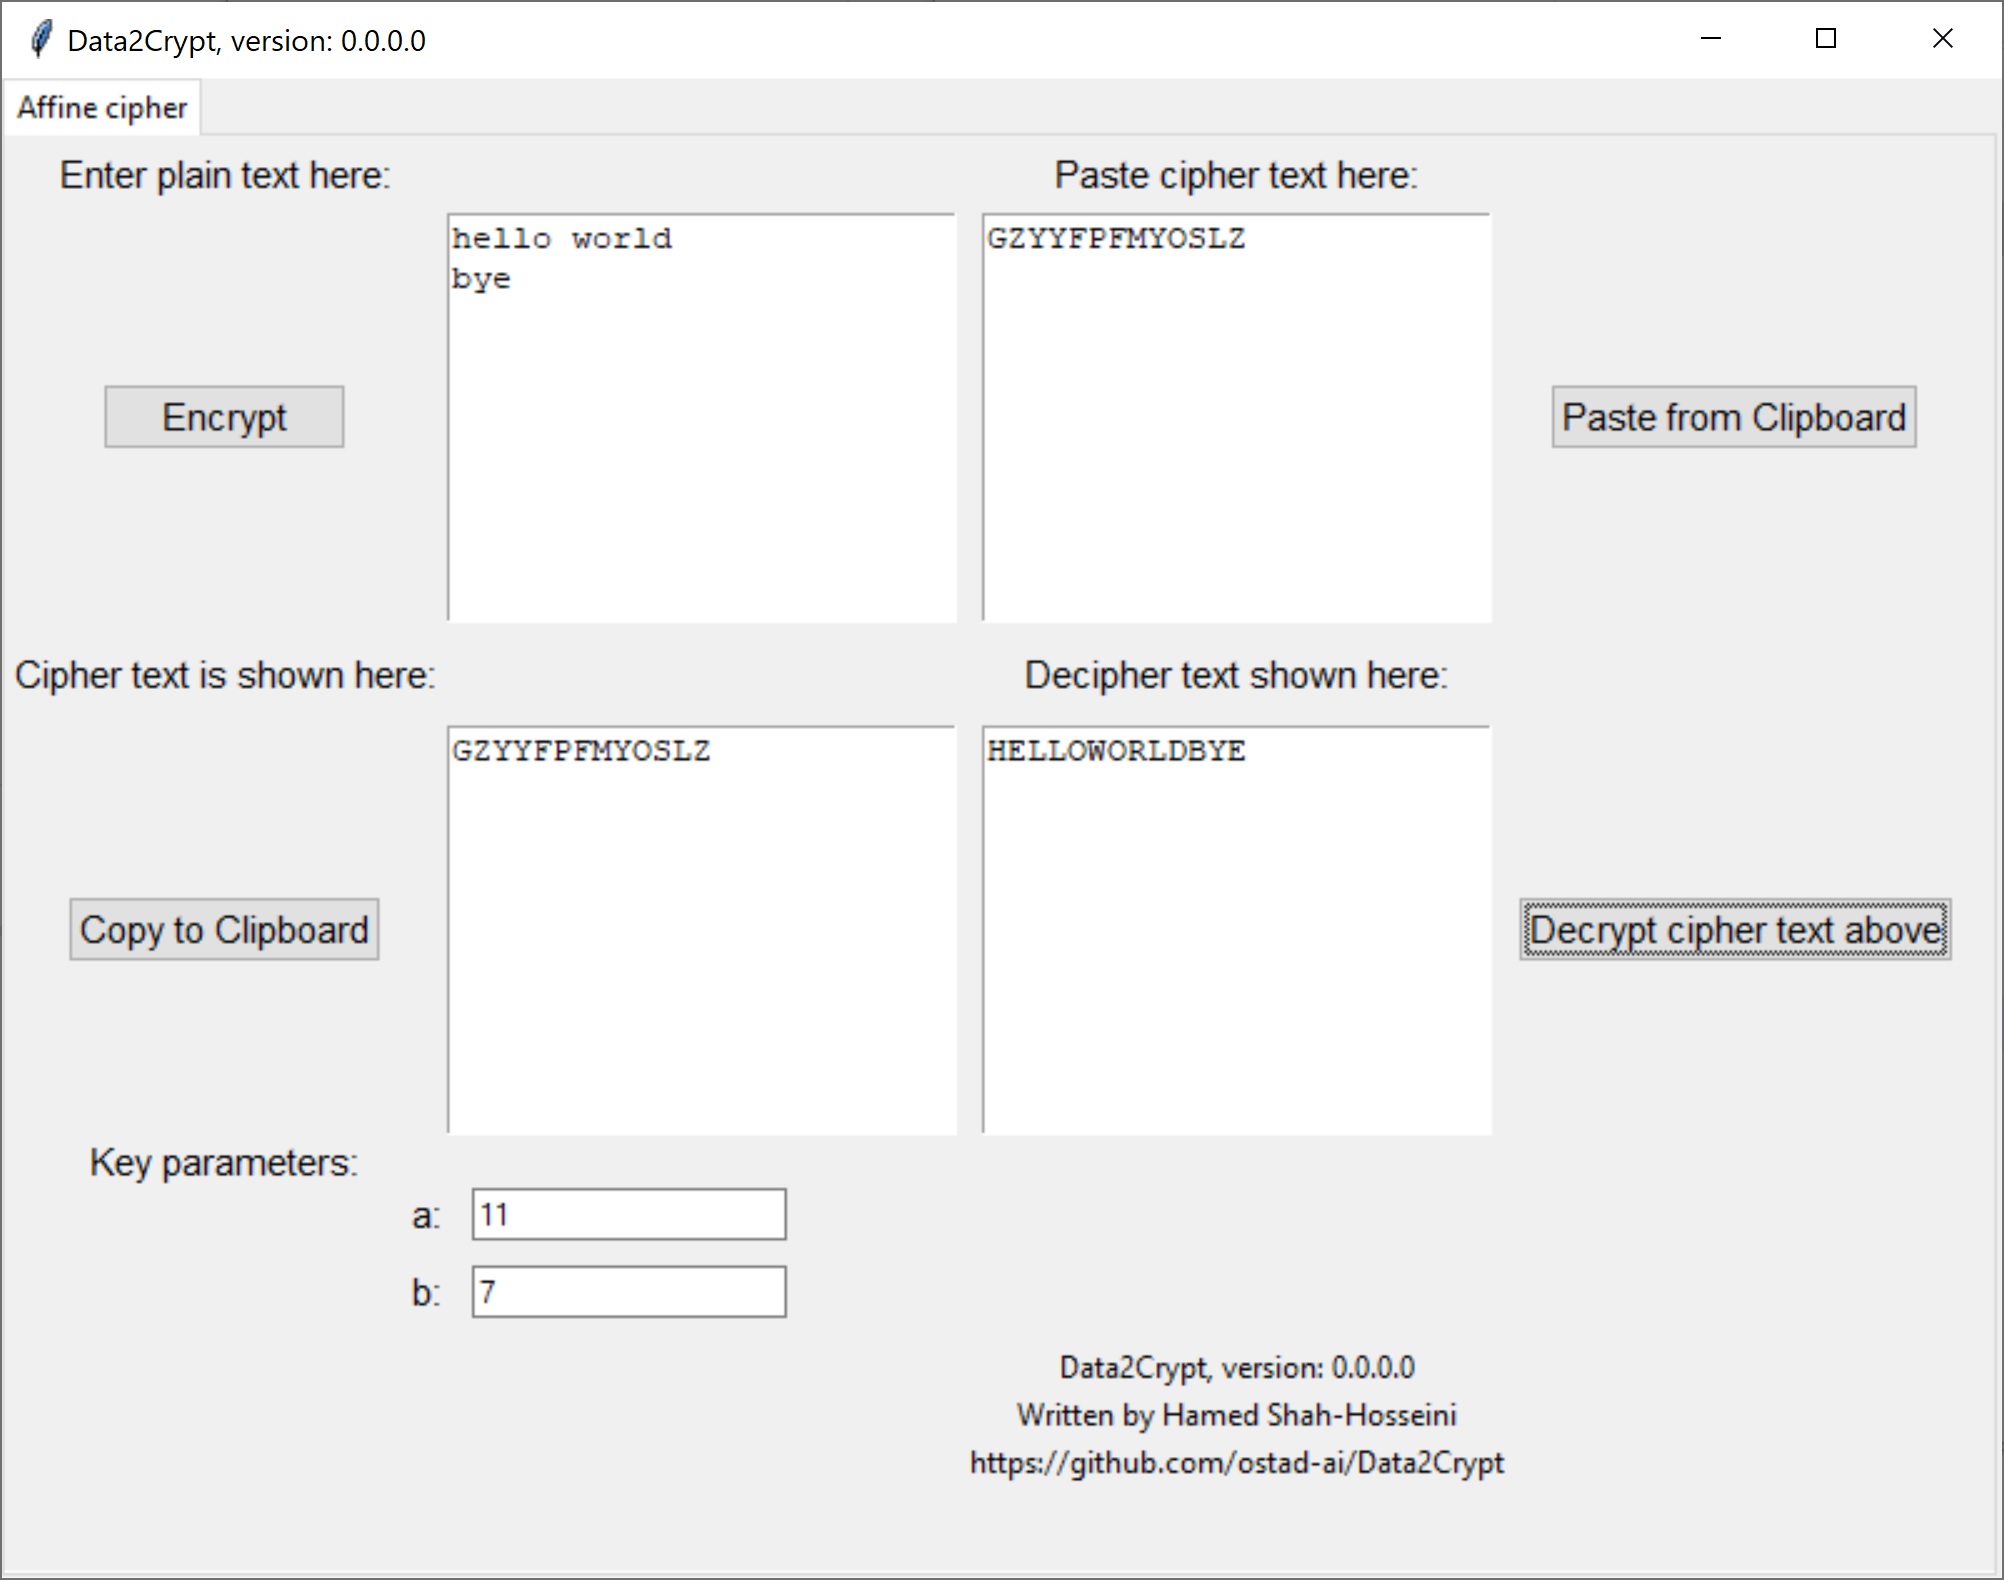 Data2Crypt, version: 0.0.0.0
Affine cipher
Enter plain text here:
Paste cipher text here:
hello world
bye
GZYYFPFMYOSLZ
Encrypt
Paste from Clipboard
Cipher text is shown here:
Decipher text shown here:
GZYYFPFMYOSLZ
HELLOWORLDBYE
Copy to Clipboard
Decrypt cipher text above
Key parameters:
a: 11
b: 7
Data2Crypt, version: 0.0.0.0
Written by Hamed Shah-Hosseini
https://github.com/ostad-ai/Data2Crypt